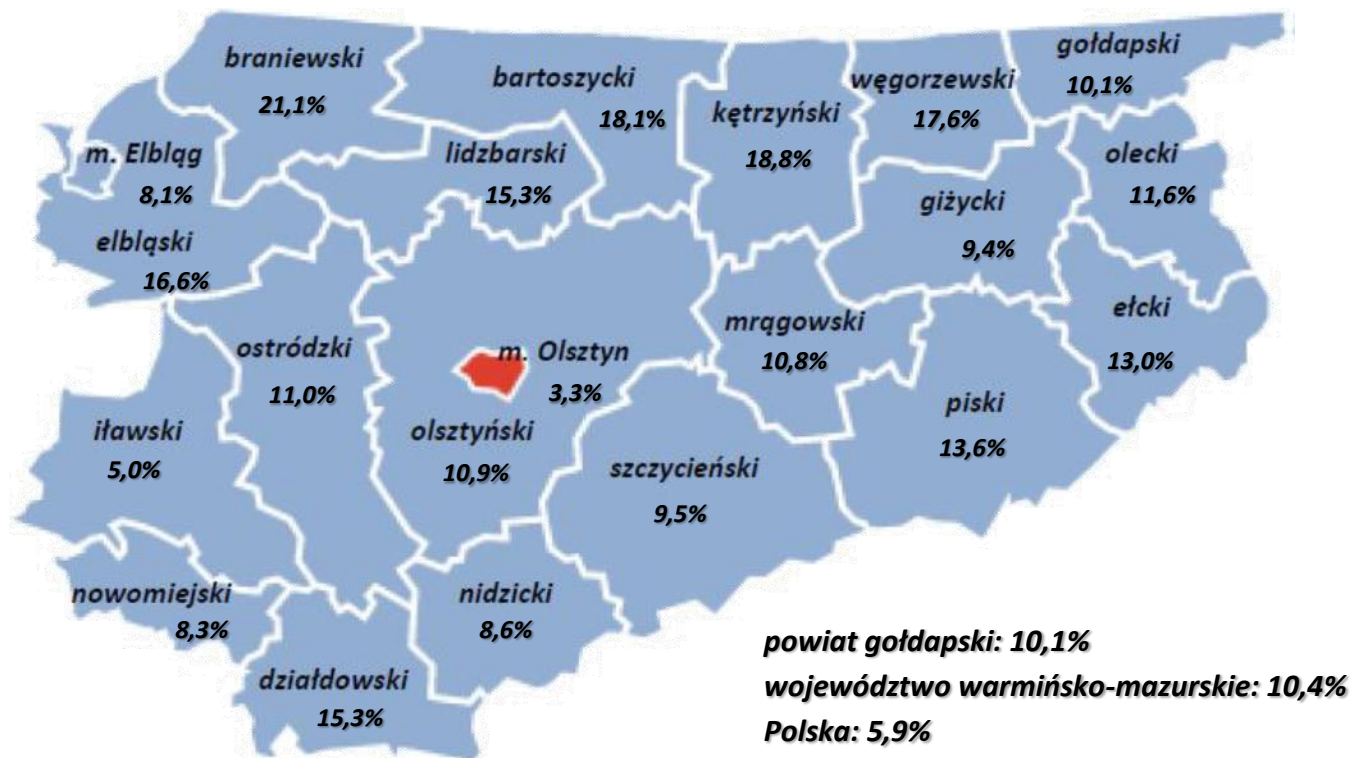 braniewski
21,1%
bartoszycki
18,1%
kętrzyński
18,8%
węgorzewski
17,6%
gołdapski
10,1%
m. Elbląg
8,1%
lidzbarski
15,3%
olecki
11,6%
giżycki
9,4%
elbląski
16,6%
ostródzki
11,0%
m. Olsztyn
3,3%
mrągowski
10,8%
ełcki
13,0%
iławski
5,0%
olsztyński
10,9%
szczycieński
9,5%
piski
13,6%
nowomiejski
8,3%
nidzicki
8,6%
działdowski
15,3%
powiat gołdapski: 10,1%
województwo warmińsko-mazurskie: 10,4%
Polska: 5,9%